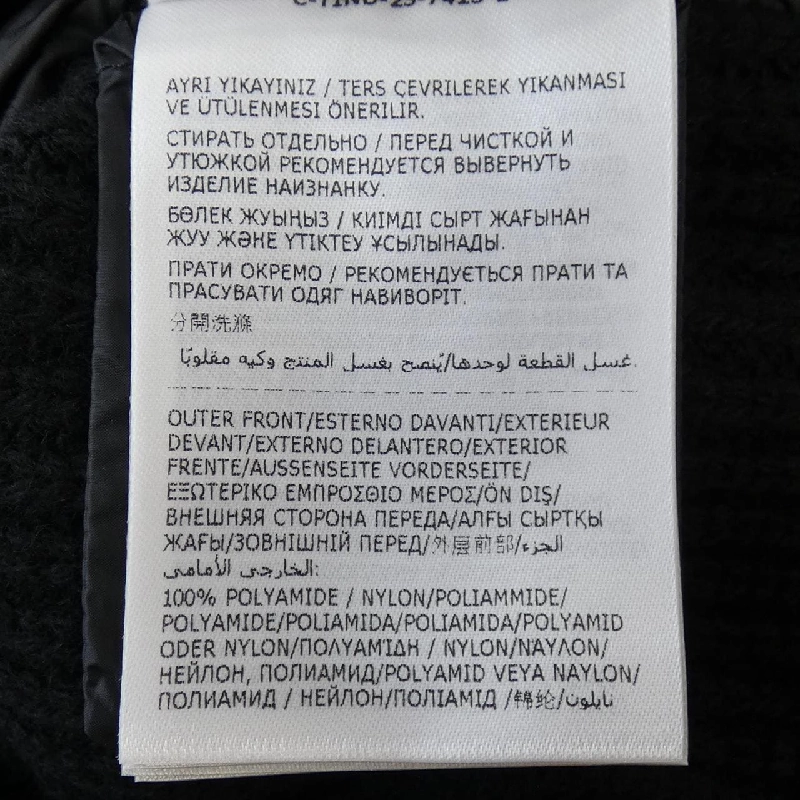 AYRI YIKAYINIZ / TERS ÇEVRILEREK YIKANMASI
VE ÜTÜLENMESI ÖNERILIR.
СТИРАТЬ ОТДЕЛЬНО / ПЕРЕД ЧИСТКОЙ И
УТЮЖКОЙ РЕКОМЕНДУЕТСЯ ВЫВЕРНУТЬ
ИЗДЕЛИЕ НАИЗНАНКУ.
БӨЛЕК ЖУЫҢЫЗ / КИІМДІ СЫРТ ЖАҒЫНАН
ЖУУ ЖӘНЕ ҮТІКТЕУ ҰСЫЛЫНАДЫ.
ПРАТИ ОКРЕМО / РЕКОМЕНДУЄТЬСЯ ПРАТИ ТА
ПРАСУВАТИ ОДЯГ НАВИВОРІТ.
分開洗滌
غسل القطعة لوحدها/يُنصح بغسل المنتج وكيه مقلوبًا.
OUTER FRONT/ESTERNO DAVANTI/EXTERIEUR
DEVANT/EXTERNO DELANTERO/EXTERIOR
FRENTE/AUSSENSEITE VORDERSEITE/
ΕΞΩΤΕΡΙΚΟ ΕΜΠΡΟΣΘΙΟ ΜΕΡΟΣ/ÖN DIŞ/
ВНЕШНЯЯ СТОРОНА ПЕРЕДА/АЛҒЫ СЫРТҚЫ
ЖАҒЫ/ЗОВНІШНІЙ ПЕРЕД/外层前部/الجزء
الخارجي الأمامي:
100% POLYAMIDE / NYLON/POLIAMMIDE/
POLYAMIDE/POLIAMIDA/POLIAMIDA/POLYAMID
ODER NYLON/ΠΟΛΥΑΜΊΔΗ / NYLON/ΝΆΥΛΟΝ/
НЕЙЛОН, ПОЛИАМИД/POLYAMID VEYA NAYLON/
ПОЛИАМИД / НЕЙЛОН/ПОЛІАМІД /锦纶/نايلون